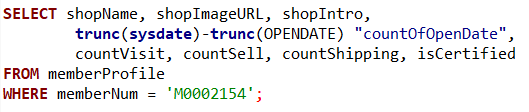 SELECT shopName, shopImageURL, shopIntro,
trunc(sysdate)-trunc(OPENDATE) "countOfOpenDate",
countVisit, countSell, countShipping, isCertified
FROM memberProfile
WHERE memberNum = 'M0002154';